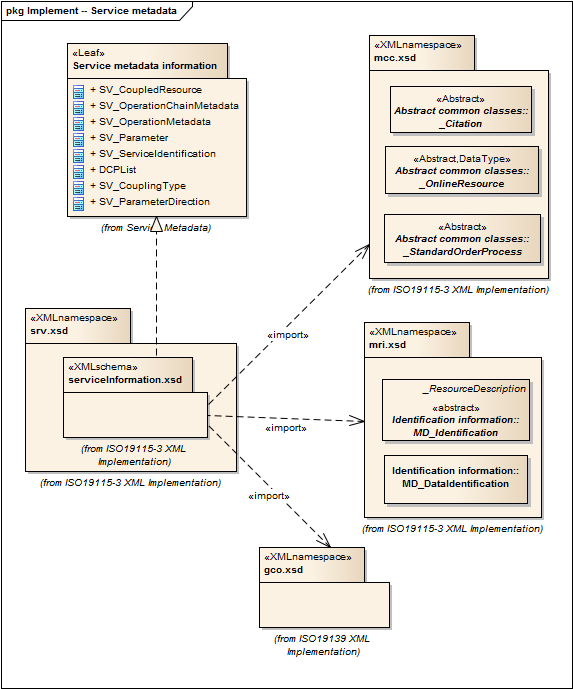 pkg Implement -- Service metadata
«Leaf»
Service metadata information
+ SV_CoupledResource
+ SV_OperationChainMetadata
+ SV_OperationMetadata
+ SV_Parameter
+ SV_ServiceIdentification
+ DCPList
+ SV_CouplingType
+ SV_ParameterDirection
(from Service Metadata)
«XMLnamespace»
mcc.xsd
«Abstract»
Abstract common classes::
_Citation
«Abstract,DataType»
Abstract common classes::
_OnlineResource
«Abstract»
Abstract common classes::
_StandardOrderProcess
(from ISO19115-3 XML Implementation)
«XMLnamespace»
srv.xsd
«XMLschema»
serviceInformation.xsd
(from ISO19115-3 XML
Implementation)
(from ISO19115-3 XML Implementation)
«import»
«import»
«import»
«XMLnamespace»
mri.xsd
_ResourceDescription
«abstract»
Identification information::
MD_Identification
Identification information::
MD_DataIdentification
(from ISO19115-3 XML Implementation)
«XMLnamespace»
gco.xsd
(from ISO19139 XML
Implementation)